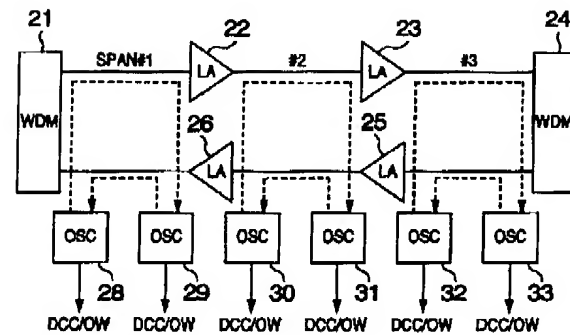 21 22 23 24
SPAN#1 LA #2 LA #3
WDM WDM
26 25
LA LA
OSC OSC OSC OSC OSC OSC
28 29 30 31 32 33
DCC/OW DCC/OW DCC/OW DCC/OW DCC/OW DCC/OW